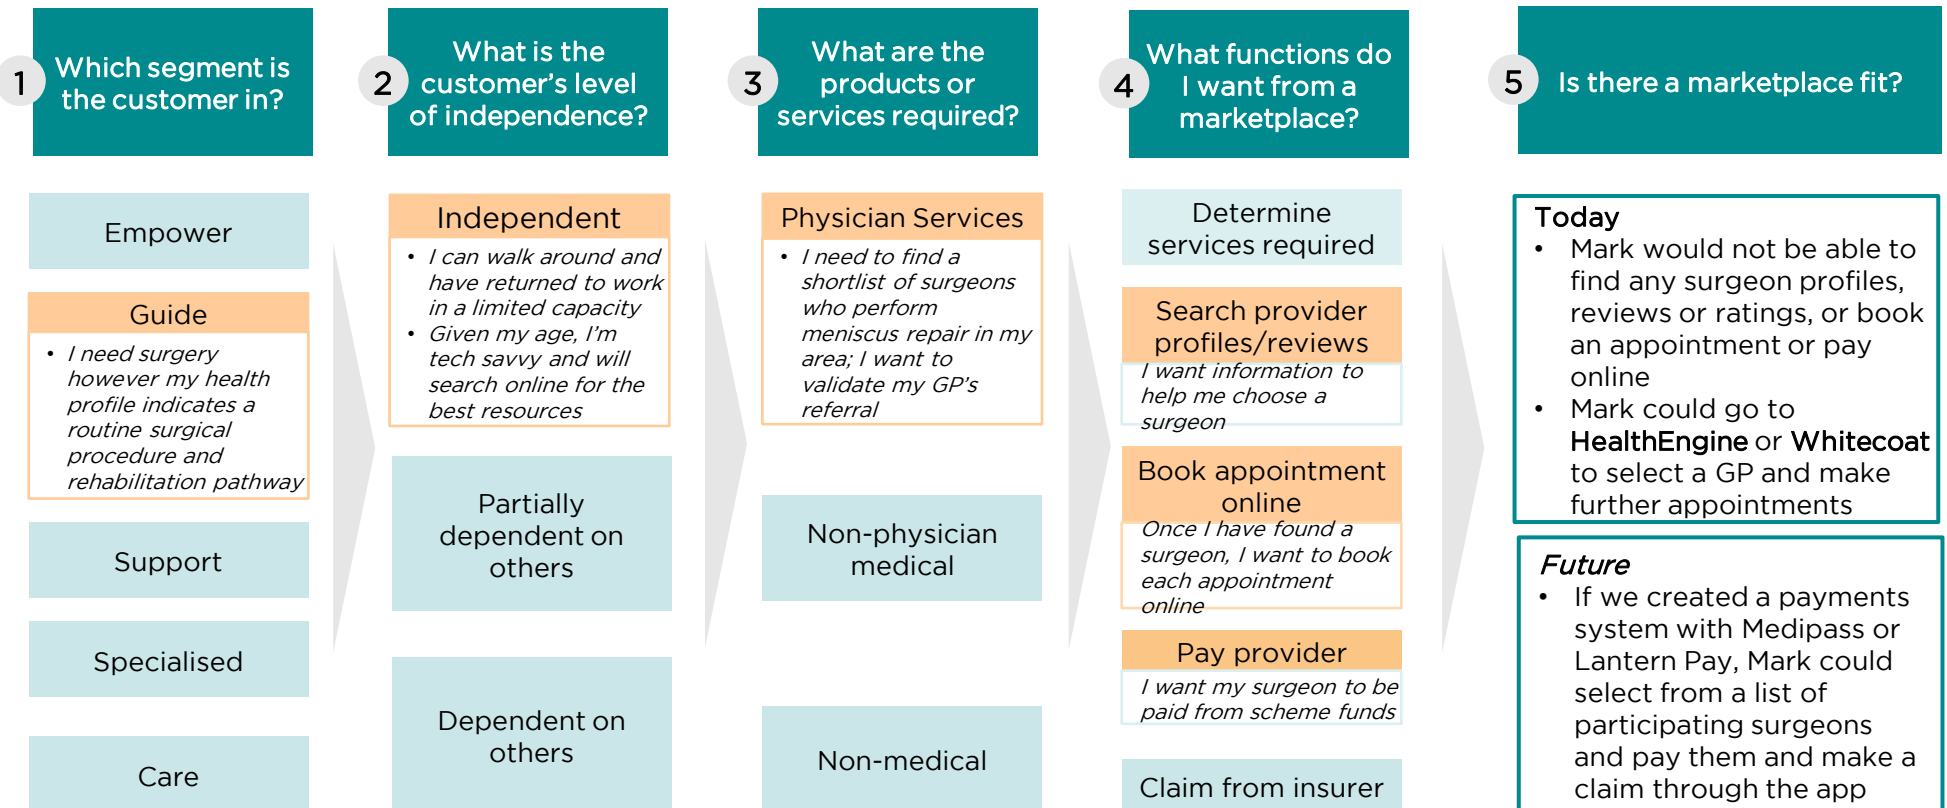 1
Which segment is
the customer in?
Empower
Guide
• I need surgery
however my health
profile indicates a
routine surgical
procedure and
rehabilitation pathway
Support
Specialised
Care
2
What is the
customer's level
of independence?
Independent
• I can walk around and
have returned to work
in a limited capacity
• Given my age, I'm
tech savvy and will
search online for the
best resources
Partially
dependent on
others
Dependent on
others
3
What are the
products or
services required?
Physician Services
• I need to find a
shortlist of surgeons
who perform
meniscus repair in my
area; I want to
validate my GP's
referral
Non-physician
medical
Non-medical
4
What functions do
I want from a
marketplace?
Determine
services required
Search provider
profiles/reviews
I want information to
help me choose a
surgeon
Book appointment
online
Once I have found a
surgeon, I want to book
each appointment
online
Pay provider
I want my surgeon to be
paid from scheme funds
Claim from insurer
5
Is there a marketplace fit?
Today
• Mark would not be able to
find any surgeon profiles,
reviews or ratings, or book
an appointment or pay
online
• Mark could go to
HealthEngine or Whitecoat
to select a GP and make
further appointments
Future
• If we created a payments
system with Medipass or
Lantern Pay, Mark could
select from a list of
participating surgeons
and pay them and make a
claim through the app